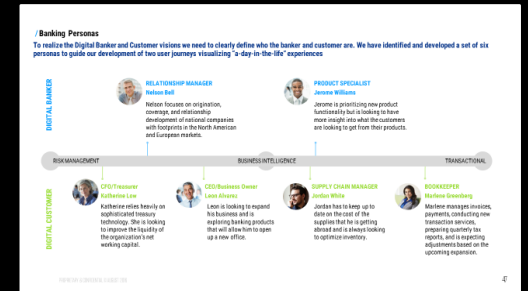 / Banking Personas
To realize the Digital Banker and Customer visions we need to clearly define who the banker and customer are. We have identified and developed a set of six
personas to guide our development of two user journeys visualizing "a-day-in-the-life" experiences
DIGITAL BANKER
RELATIONSHIP MANAGER
Nelson Bell
Nelson focuses on origination,
coverage, and relationship
development of national companies
with footprints in the North American
and European markets.
PRODUCT SPECIALIST
Jerome Williams
Jerome is prioritizing new product
functionality but is looking to have
more insight into what the customers
are looking to get from their products.
RISK MANAGEMENT
BUSINESS INTELLIGENCE
TRANSACTIONAL
DIGITAL CUSTOMER
CFO/Treasurer
Katherine Low
Katherine relies heavily on
sophisticated treasury
technology. She is looking
to improve the liquidity of
the organization's net
working capital.
CEO/Business Owner
Leon Alvarez
Leon is looking to expand
his business and is
exploring banking products
that will allow him to open
up a new office.
SUPPLY CHAIN MANAGER
Jordan White
Jordan has to keep up to
date on the cost of the
supplies that he is getting
abroad and is always looking
to optimize inventory.
BOOKKEEPER
Marlene Greenberg
Marlene manages invoices,
payments, conducting new
transaction services,
preparing quarterly tax
reports, and is expecting
adjustments based on the
upcoming expansion.
47